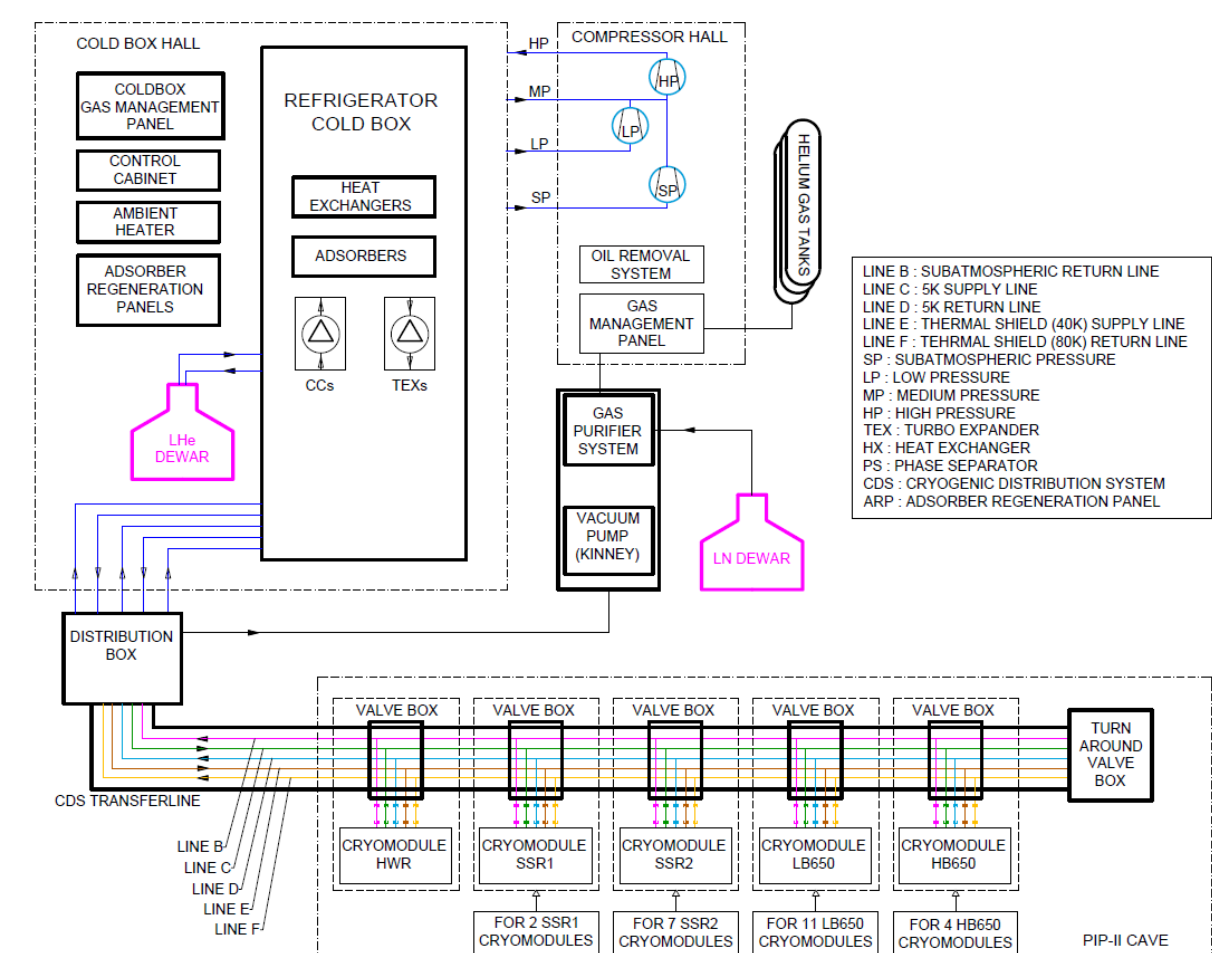 COLD BOX HALL
COLDBOX
GAS MANAGEMENT
PANEL
CONTROL
CABINET
AMBIENT
HEATER
ADSORBER
REGENERATION
PANELS
REFRIGERATOR
COLD BOX
HEAT
EXCHANGERS
ADSORBERS
CCs
TEXs
LHe
DEWAR
HP
MP
LP
SP
COMPRESSOR HALL
HP
LP
SP
OIL REMOVAL
SYSTEM
GAS
MANAGEMENT
PANEL
HELIUM GAS TANKS
GAS
PURIFIER
SYSTEM
VACUUM
PUMP
(KINNEY)
LN DEWAR
LINE B : SUBATMOSPHERIC RETURN LINE
LINE C : 5K SUPPLY LINE
LINE D : 5K RETURN LINE
LINE E : THERMAL SHIELD (40K) SUPPLY LINE
LINE F : TEHRMAL SHIELD (80K) RETURN LINE
SP : SUBATMOSPHERIC PRESSURE
LP : LOW PRESSURE
MP : MEDIUM PRESSURE
HP : HIGH PRESSURE
TEX : TURBO EXPANDER
HX : HEAT EXCHANGER
PS : PHASE SEPARATOR
CDS : CRYOGENIC DISTRIBUTION SYSTEM
ARP : ADSORBER REGENERATION PANEL
DISTRIBUTION
BOX
CDS TRANSFERLINE
LINE B
LINE C
LINE D
LINE E
LINE F
VALVE BOX
VALVE BOX
VALVE BOX
VALVE BOX
VALVE BOX
TURN
AROUND
VALVE
BOX
CRYOMODULE
HWR
CRYOMODULE
SSR1
CRYOMODULE
SSR2
CRYOMODULE
LB650
CRYOMODULE
HB650
FOR 2 SSR1
CRYOMODULES
FOR 7 SSR2
CRYOMODULES
FOR 11 LB650
CRYOMODULES
FOR 4 HB650
CRYOMODULES
PIP-II CAVE